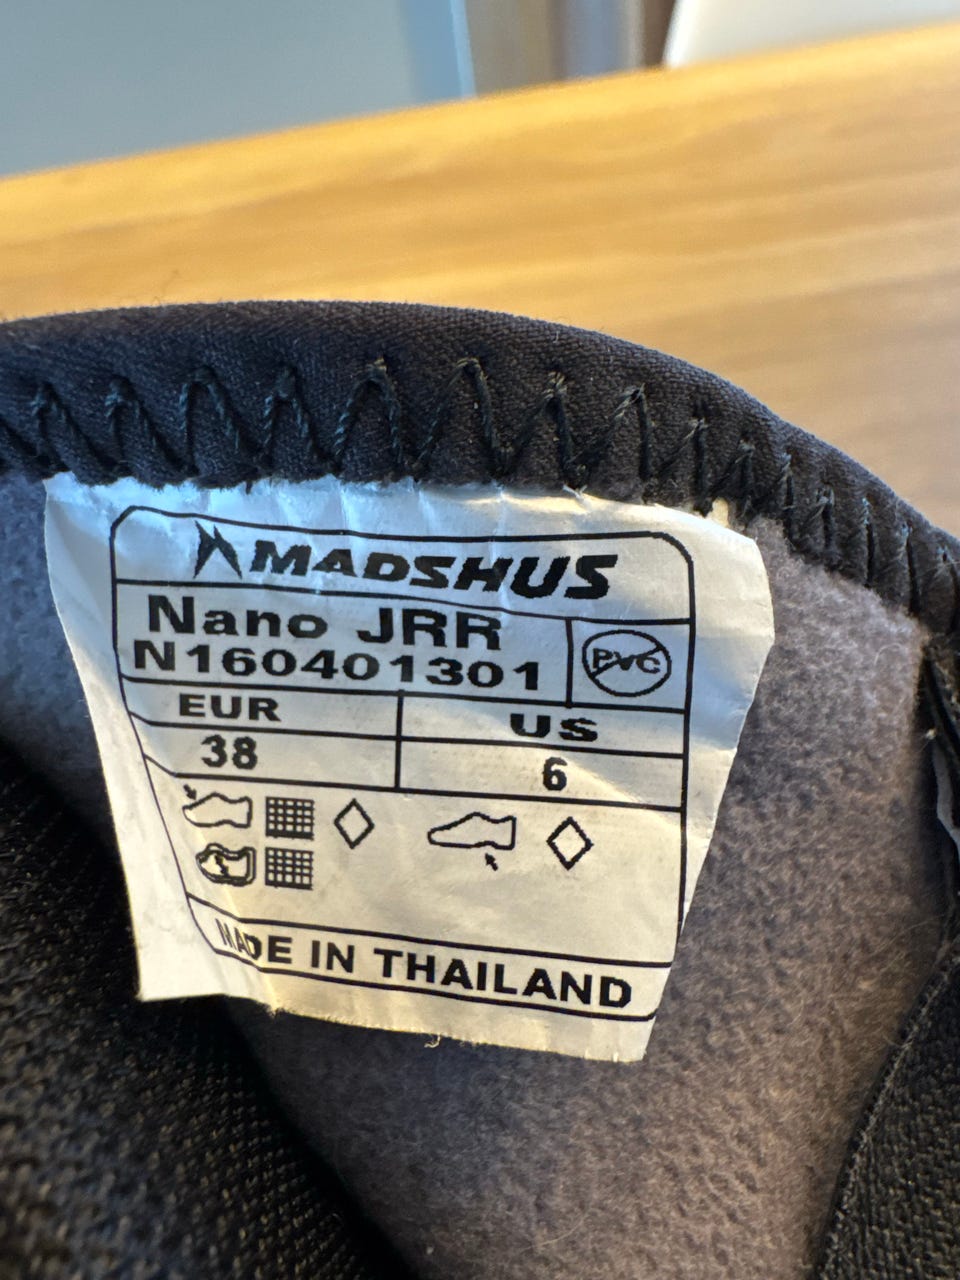 MADSHUS
Nano JRR
N160401301
PVC
EUR US
38 6
MADE IN THAILAND